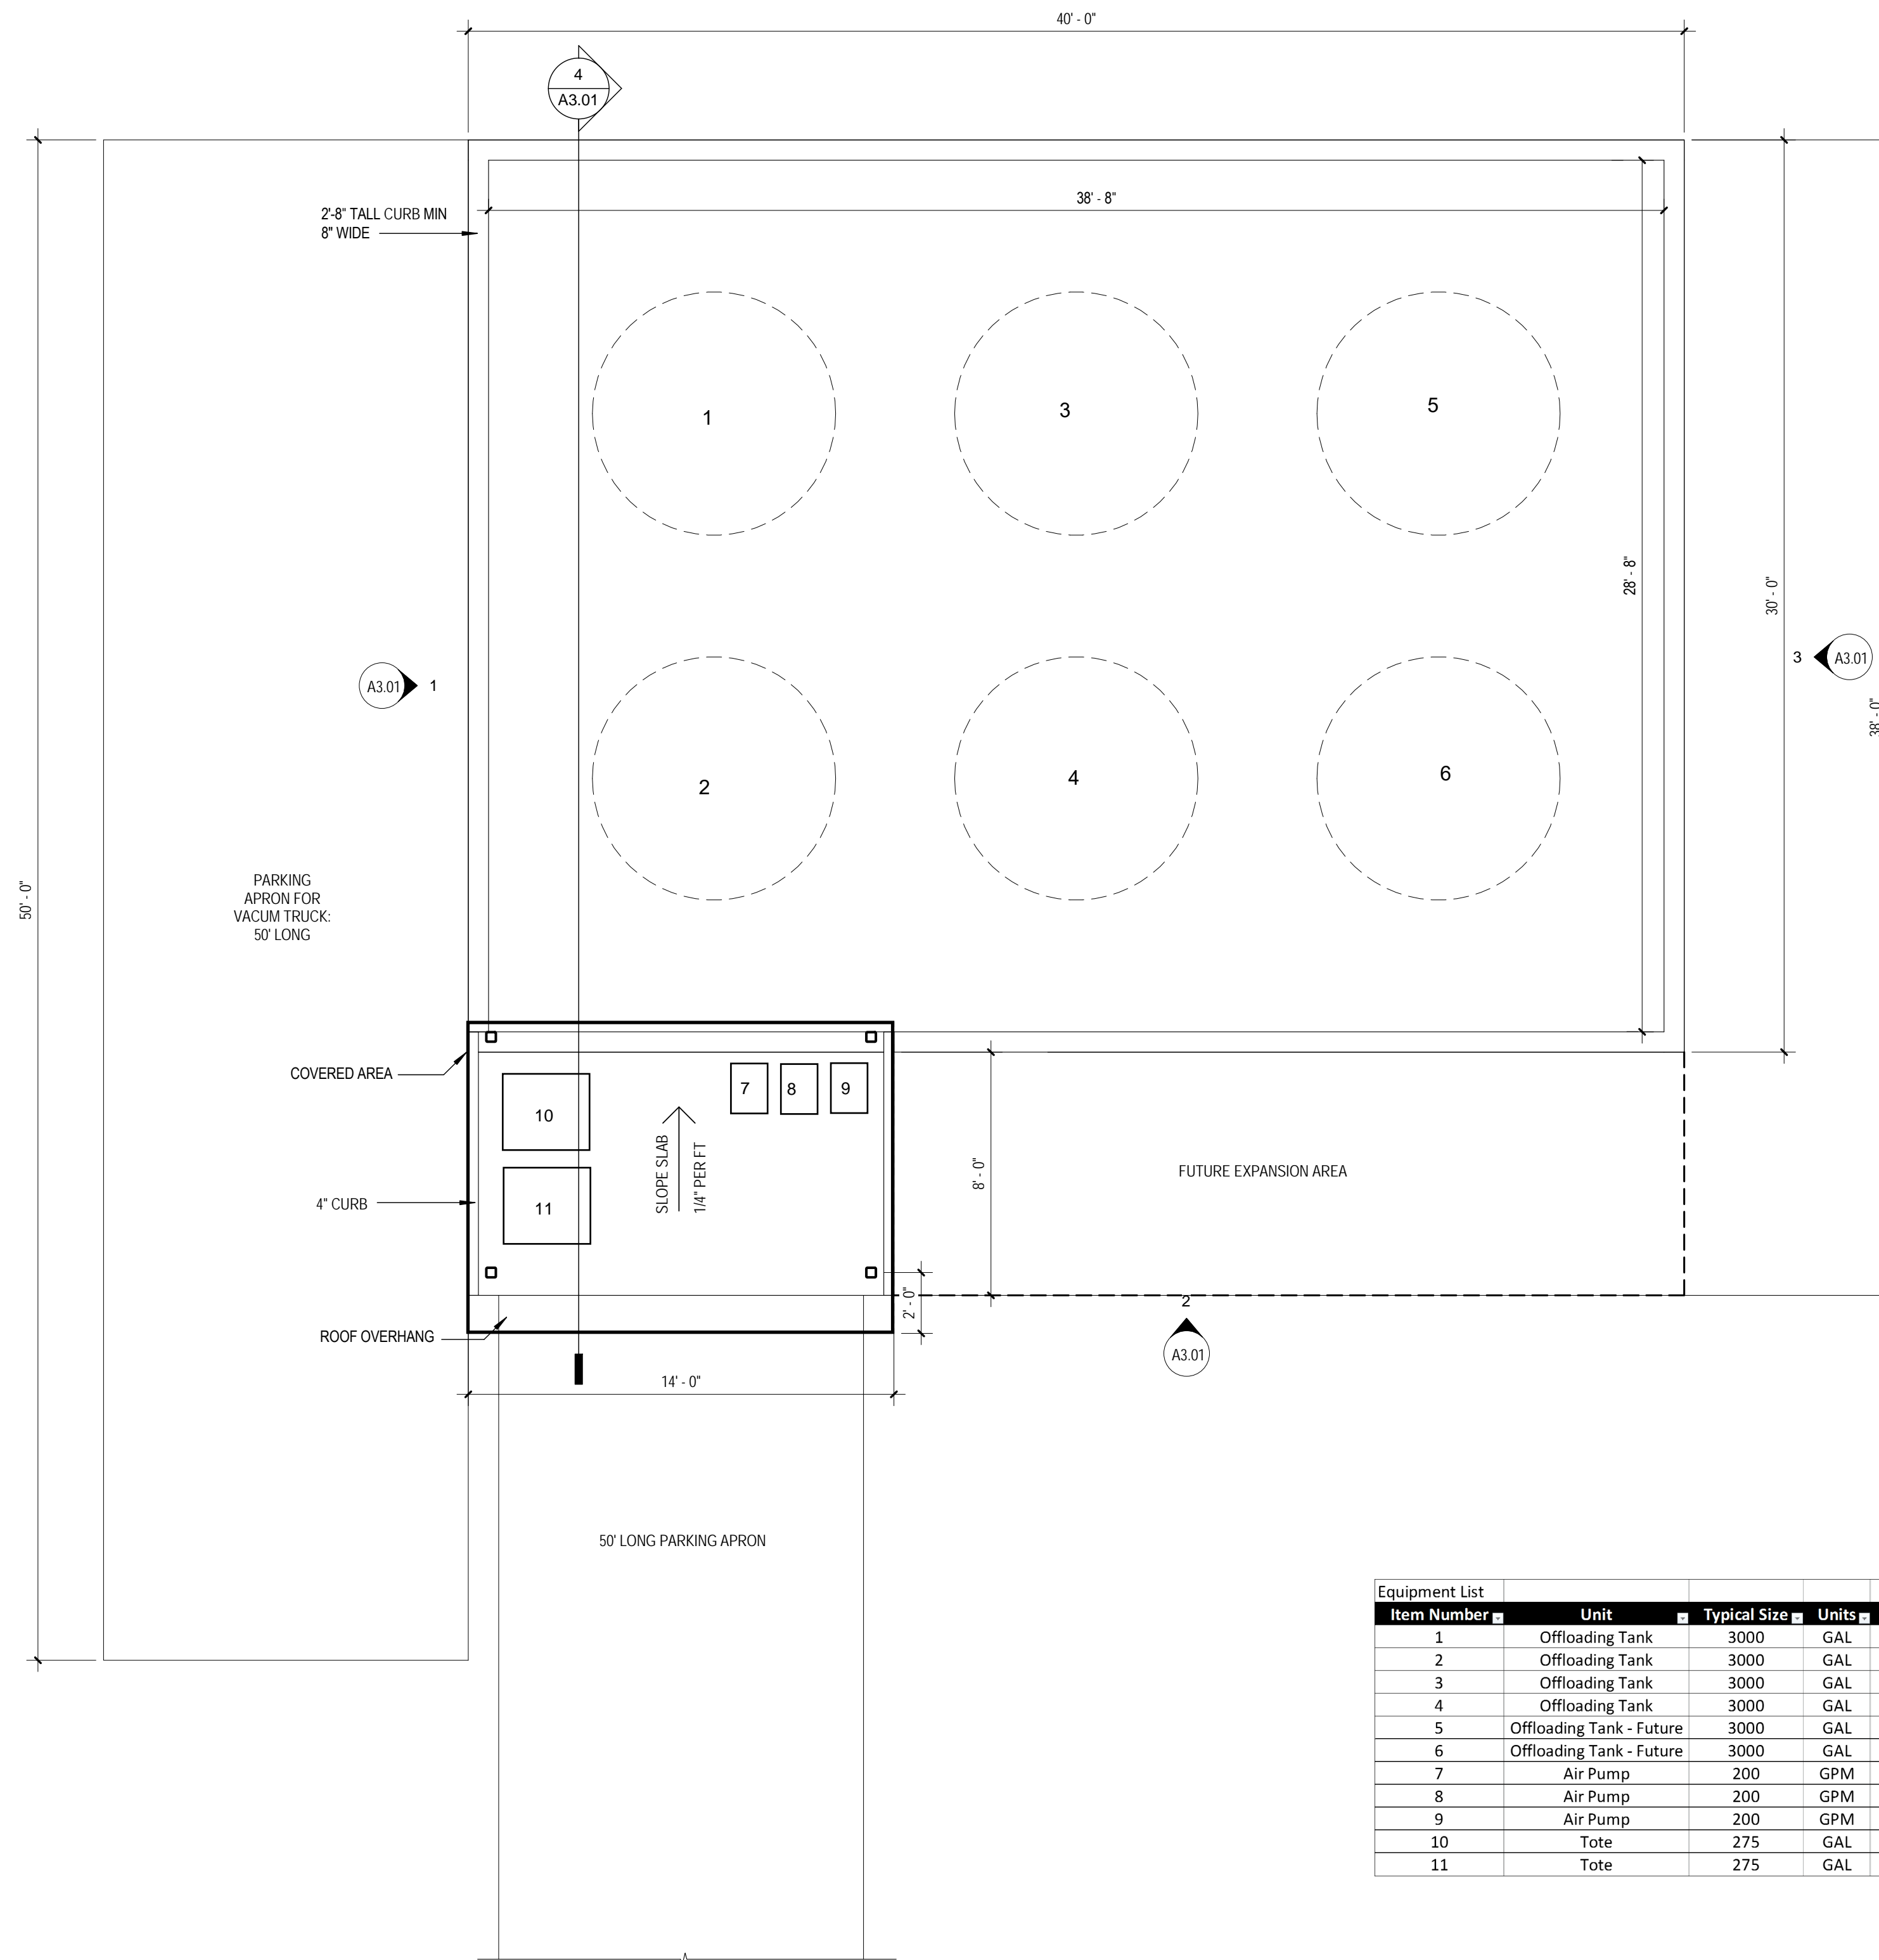 40' - 0"
4
A3.01
2'-8" TALL CURB MIN
8" WIDE
38' - 8"
1
3
5
28' - 8"
30' - 0"
3
A3.01
38' - 0"
A3.01
1
2
4
6
50' - 0"
PARKING
APRON FOR
VACUM TRUCK:
50' LONG
COVERED AREA
10
7
8
9
SLOPE SLAB
1/4" PER FT
8' - 0"
FUTURE EXPANSION AREA
4" CURB
11
2' - 0"
2
A3.01
ROOF OVERHANG
14' - 0"
50' LONG PARKING APRON
Equipment List
Item Number Unit Typical Size Units
1 Offloading Tank 3000 GAL
2 Offloading Tank 3000 GAL
3 Offloading Tank 3000 GAL
4 Offloading Tank 3000 GAL
5 Offloading Tank - Future 3000 GAL
6 Offloading Tank - Future 3000 GAL
7 Air Pump 200 GPM
8 Air Pump 200 GPM
9 Air Pump 200 GPM
10 Tote 275 GAL
11 Tote 275 GAL